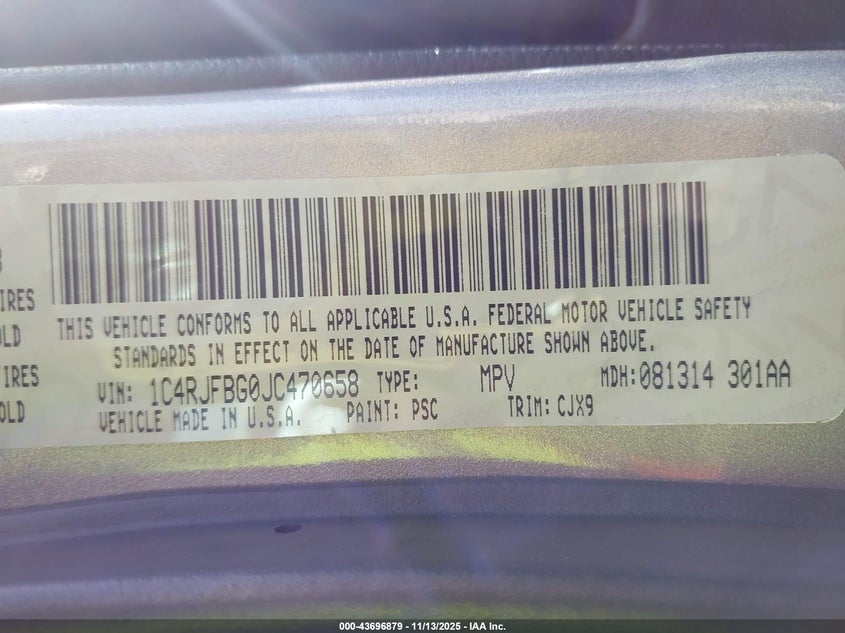 IRES
OLD
IRES
OLD
THIS VEHICLE CONFORMS TO ALL APPLICABLE U.S.A. FEDERAL MOTOR VEHICLE SAFETY
STANDARDS IN EFFECT ON THE DATE OF MANUFACTURE SHOWN ABOVE.
VIN: 1C4RJFBG0JC470658 TYPE: MPV MDH:081314 301AA
VEHICLE MADE IN U.S.A. PAINT: PSC TRIM:CJX9
000-43696879 - 11/13/2025 - IAA Inc.